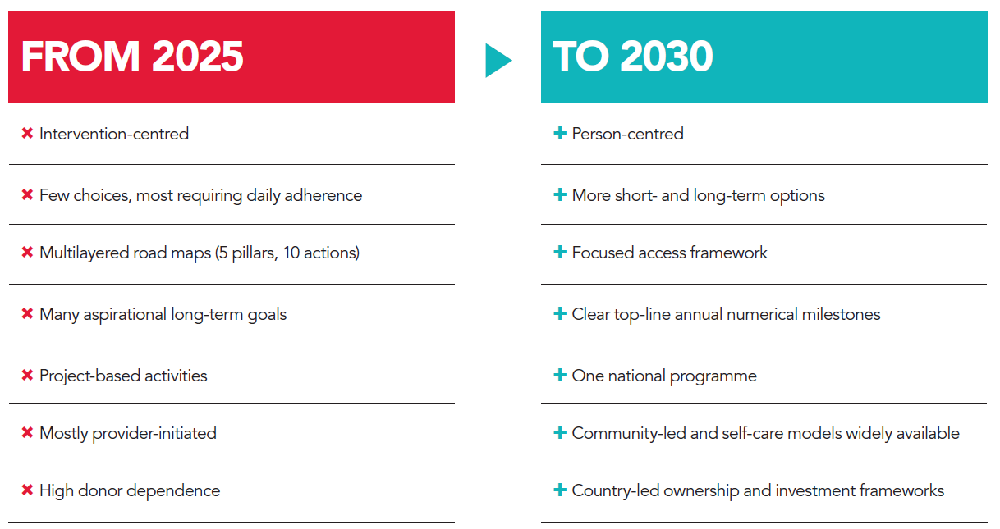 FROM 2025
TO 2030
Intervention-centred
Person-centred
Few choices, most requiring daily adherence
More short- and long-term options
Multilayered road maps (5 pillars, 10 actions)
Focused access framework
Many aspirational long-term goals
Clear top-line annual numerical milestones
Project-based activities
One national programme
Mostly provider-initiated
Community-led and self-care models widely available
High donor dependence
Country-led ownership and investment frameworks